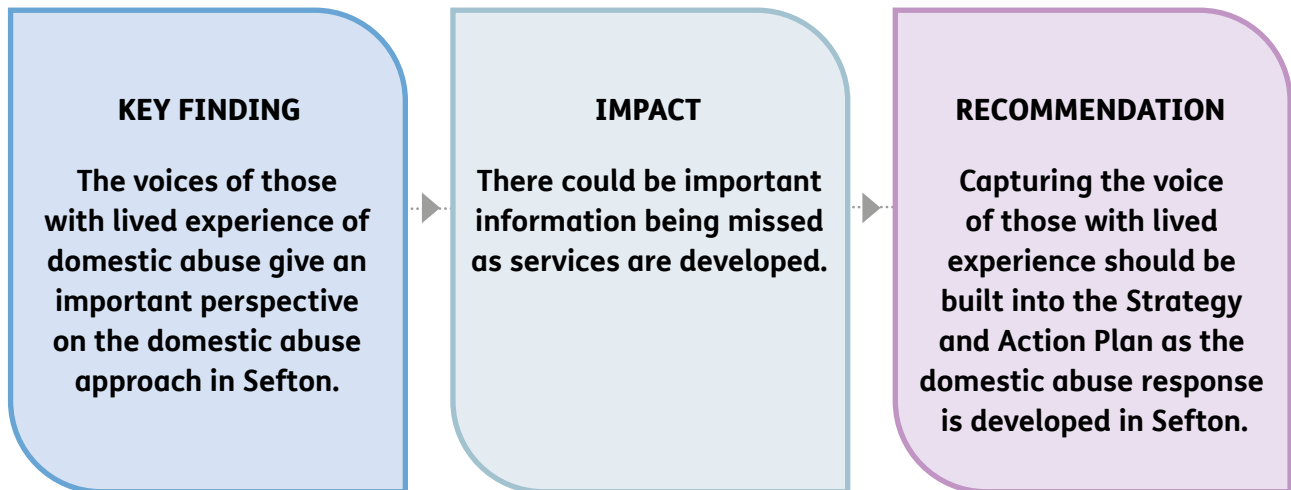 KEY FINDING
The voices of those
with lived experience of
domestic abuse give an
important perspective
on the domestic abuse
approach in Sefton.
IMPACT
There could be important
information being missed
as services are developed.
RECOMMENDATION
Capturing the voice
of those with lived
experience should be
built into the Strategy
and Action Plan as the
domestic abuse response
is developed in Sefton.